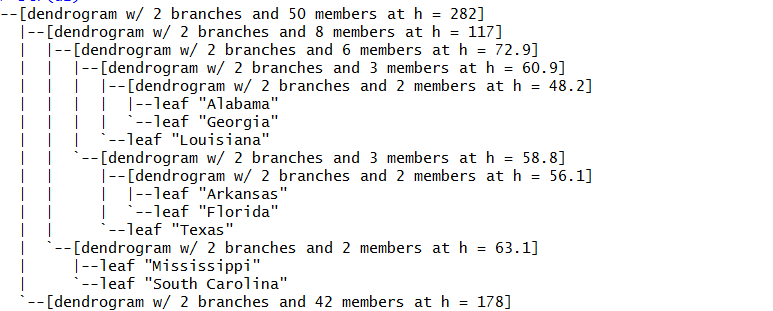 --[dendrogram w/ 2 branches and 50 members at h = 282]
  |--[dendrogram w/ 2 branches and 8 members at h = 117]
  |  |--[dendrogram w/ 2 branches and 6 members at h = 72.9]
  |  |  |--[dendrogram w/ 2 branches and 3 members at h = 60.9]
  |  |  |  |--[dendrogram w/ 2 branches and 2 members at h = 48.2]
  |  |  |  |  |--leaf "Alabama"
  |  |  |  |  `--leaf "Georgia"
  |  |  |  `--leaf "Louisiana"
  |  |  `--[dendrogram w/ 2 branches and 3 members at h = 58.8]
  |  |     |--[dendrogram w/ 2 branches and 2 members at h = 56.1]
  |  |     |  |--leaf "Arkansas"
  |  |     |  `--leaf "Florida"
  |  |     `--leaf "Texas"
  |  `--[dendrogram w/ 2 branches and 2 members at h = 63.1]
  |     |--leaf "Mississippi"
  |     `--leaf "South Carolina"
  `--[dendrogram w/ 2 branches and 42 members at h = 178]